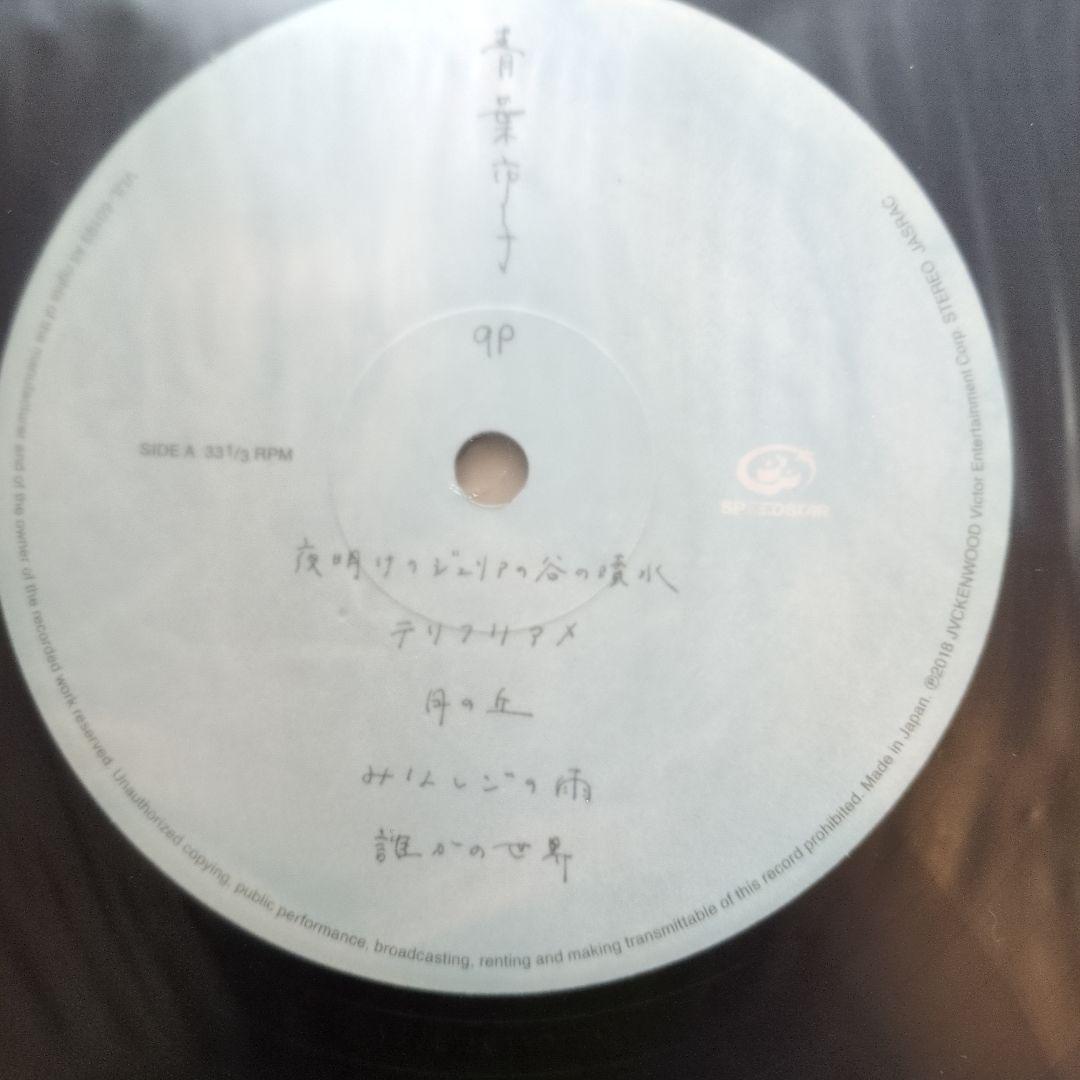 青葉市子
qp
SIDE A 33 1/3 RPM
SPEEDSTAR
夜明けのジュリアの谷の噴水
テリフリアメ
月の丘
みなしごの雨
誰かの世界
All rights of the manufacturer and of the owner of the recorded work reserved. Unauthorized copying, public performance, broadcasting, renting and making transmittable of this record prohibited. Made in Japan. ℗2018 JVCKENWOOD Victor Entertainment Corp. STEREO JASRAC